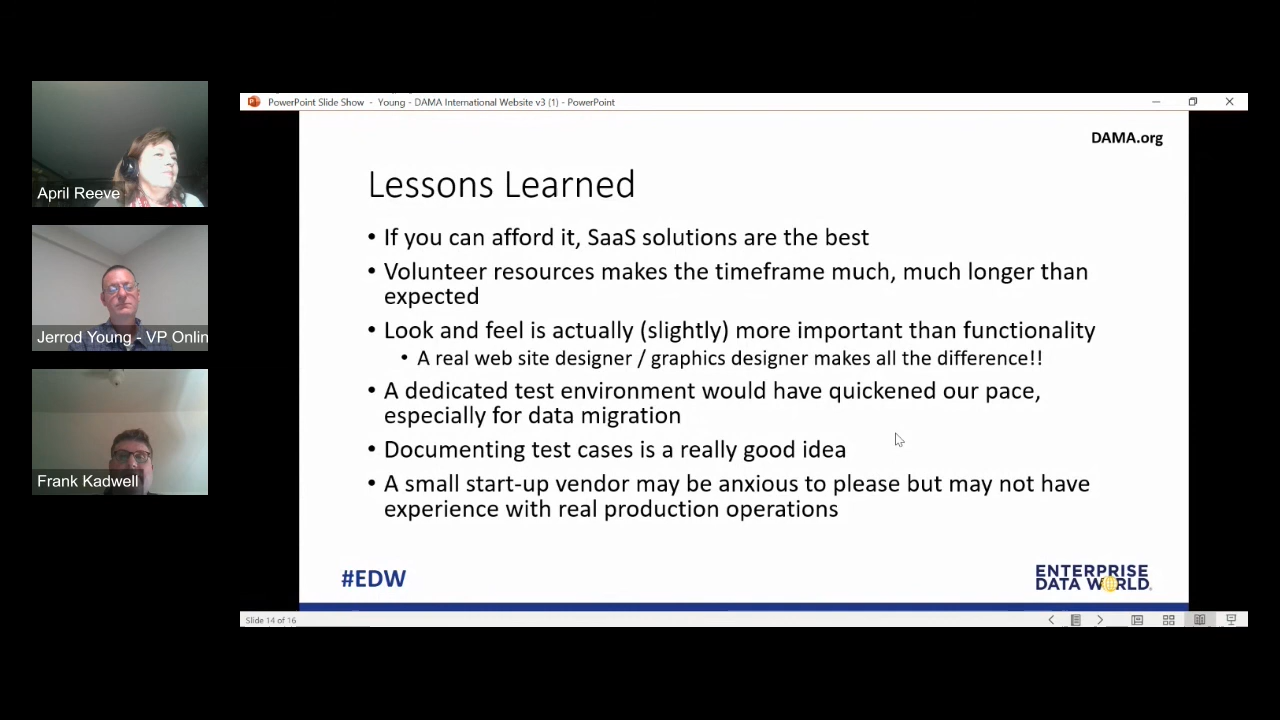 April Reeve
Jerrod Young - VP Onlin
Frank Kadwell
PowerPoint Slide Show - Young - DAMA International Website v3 (1) - PowerPoint
DAMA.org
Lessons Learned
• If you can afford it, SaaS solutions are the best
• Volunteer resources makes the timeframe much, much longer than
expected
• Look and feel is actually (slightly) more important than functionality
• A real web site designer / graphics designer makes all the difference!!
• A dedicated test environment would have quickened our pace,
especially for data migration
• Documenting test cases is a really good idea
• A small start-up vendor may be anxious to please but may not have
experience with real production operations
#EDW
ENTERPRISE
DATA WORLD
Slide 14 of 16